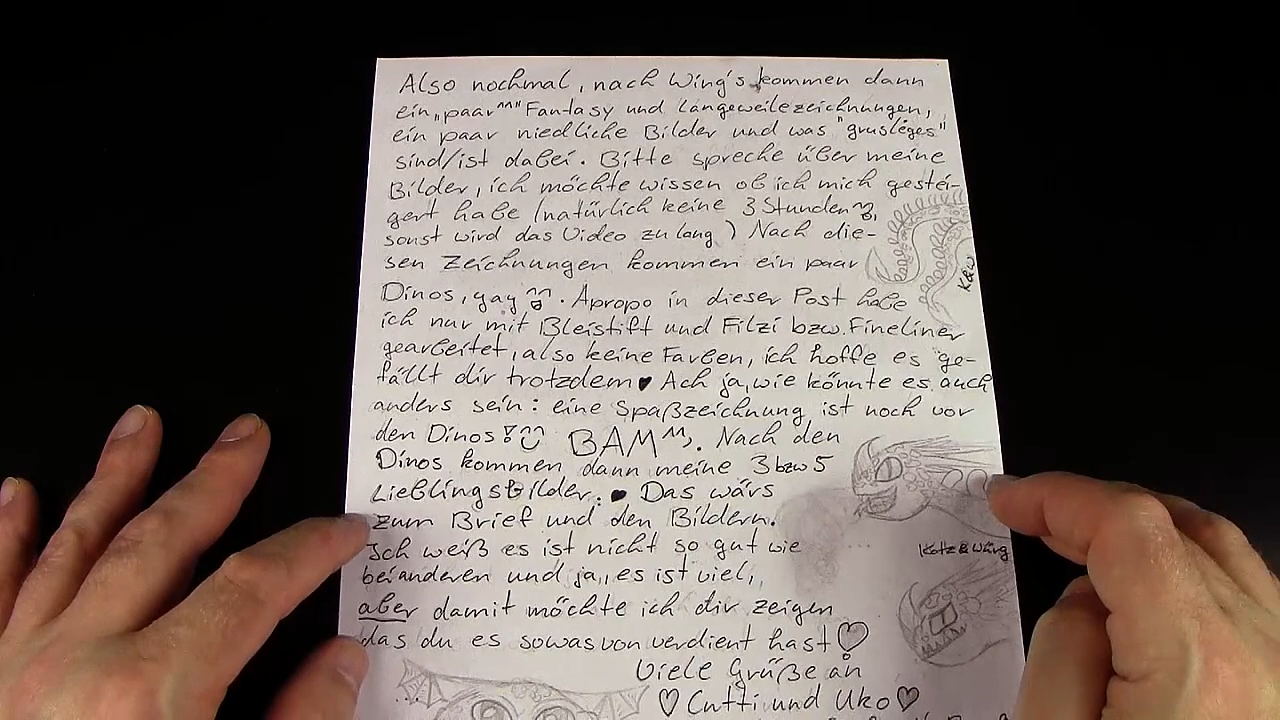 Also nochmal, nach Wing's kommen dann
ein „paar^^" Fantasy und Langeweilezeichnungen,
ein paar niedliche Bilder und was "grusleges"
sind/ist dabei. Bitte spreche über meine
Bilder, ich möchte wissen ob ich mich gestei-
gert habe (natürlich keine 3 Stunden^^,
sonst wird das Video zu lang) Nach die-
sen Zeichnungen kommen ein paar
K&W
Dinos, yay ^^. Apropo in dieser Post habe
ich nur mit Bleistift und Filzi bzw. Fineliner
gearbeitet, also keine Farben, ich hoffe es ge-
fällt dir trotzdem ♥ Ach ja, wie könnte es auch
anders sein: eine Spaßzeichnung ist noch vor
den Dinos! BAM^^. Nach den
Dinos kommen dann meine 3 bzw 5
Lieblingsbilder. ♥ Das wärs
zum Brief und den Bildern.
Ich weiß es ist nicht so gut wie
Kotz & Würg
bei anderen und ja, es ist viel,
aber damit möchte ich dir zeigen
das du es sowasvon verdient hast ♡
Viele Grüße an
♡ Cutti und Uko ♡